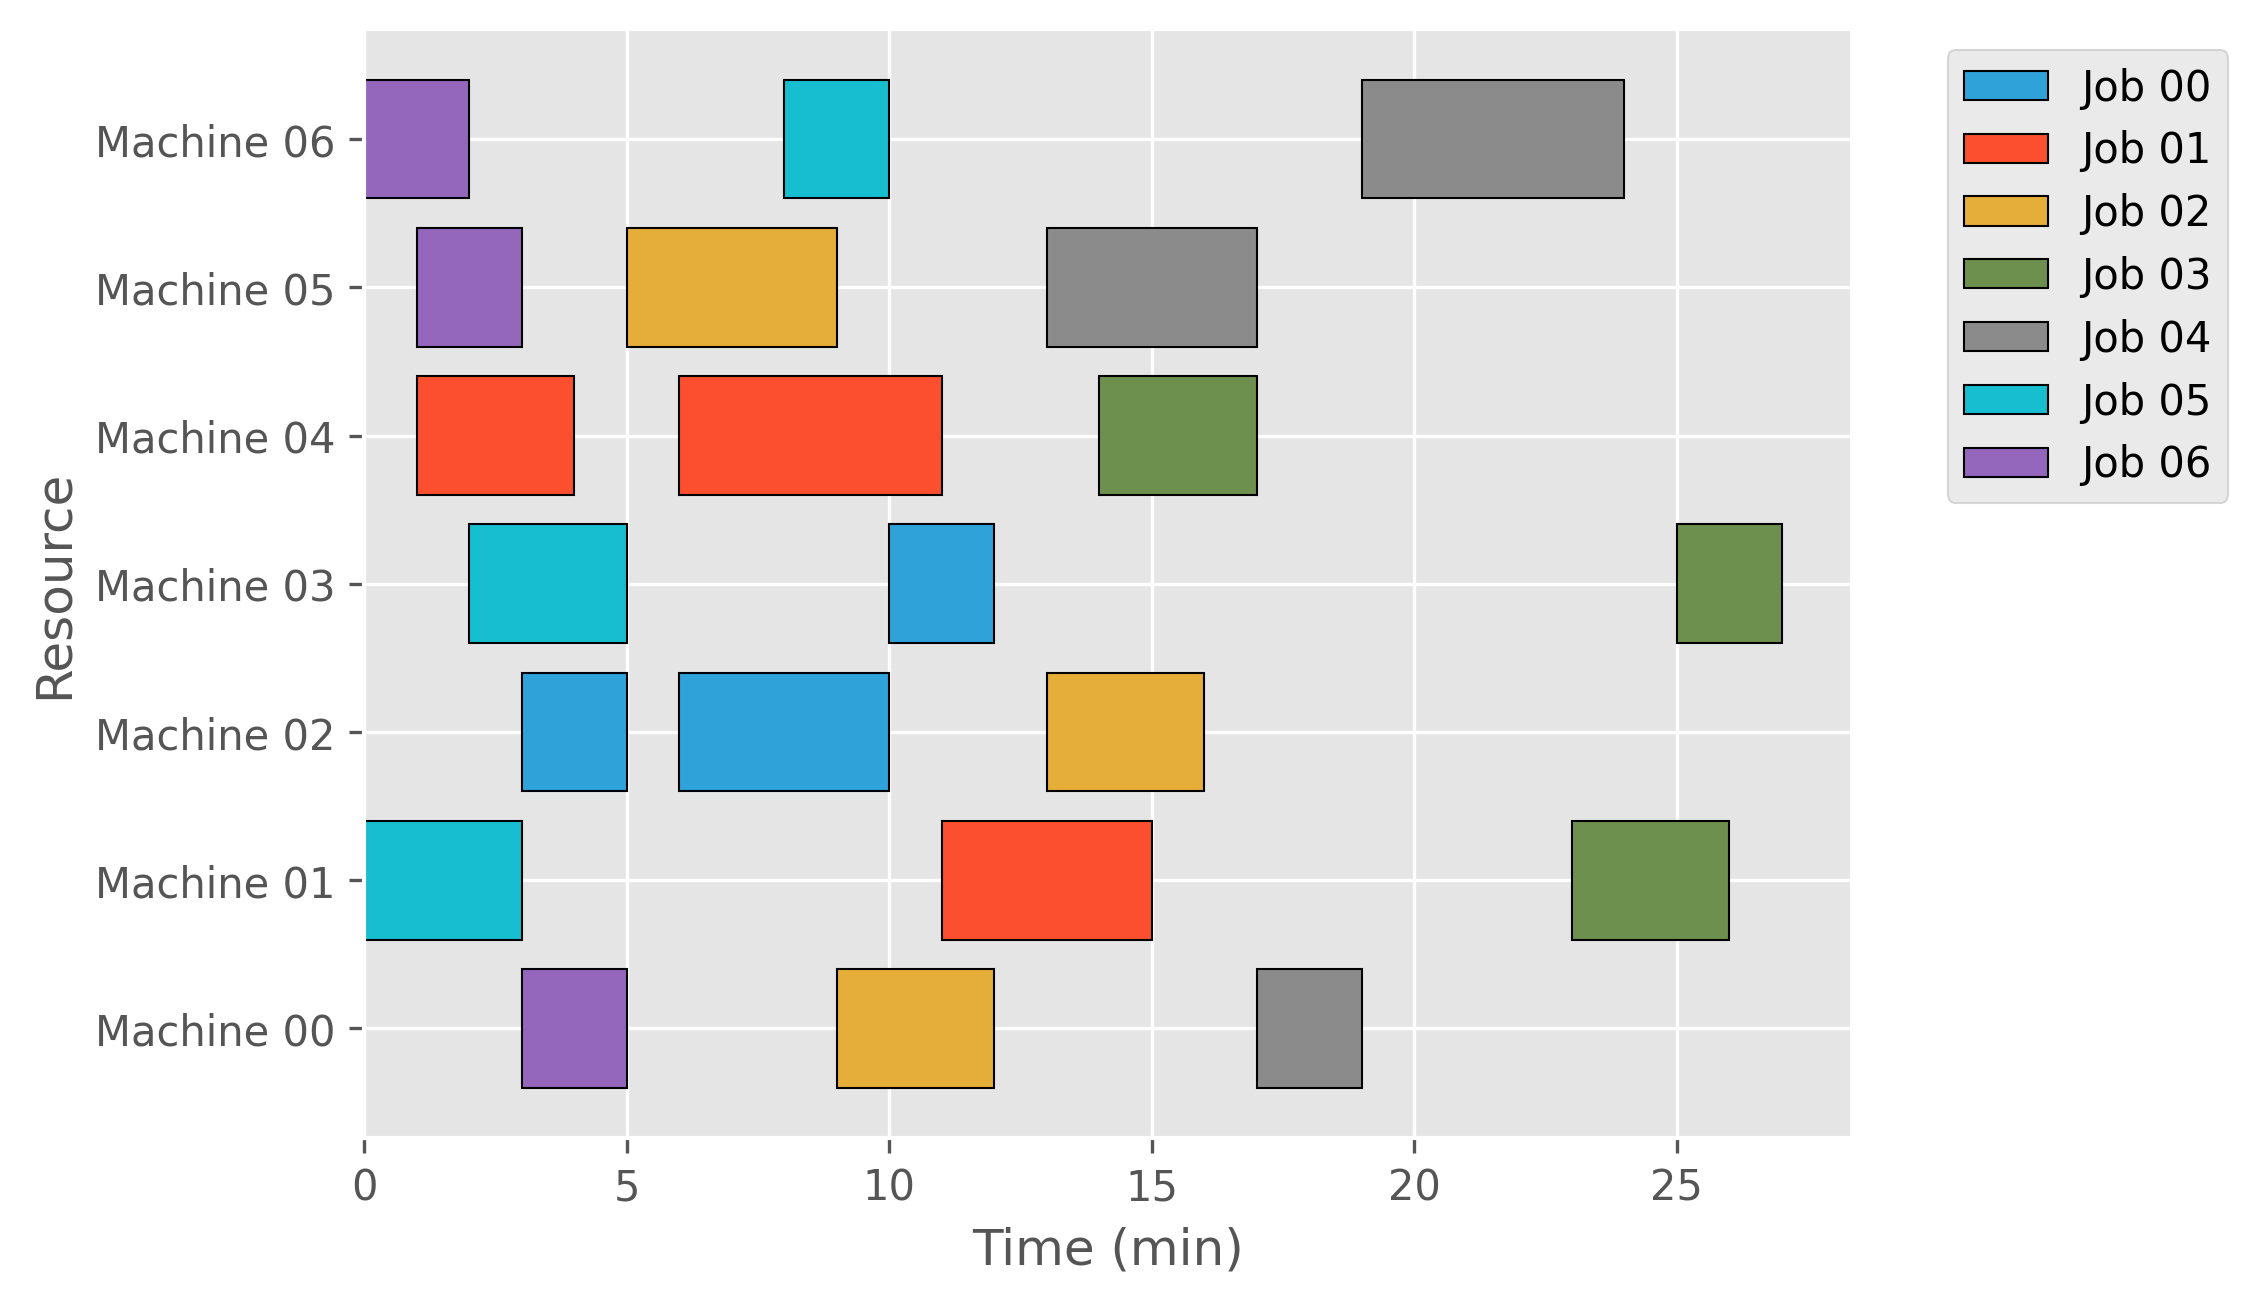 Machine 06
Machine 05
Machine 04
Machine 03
Machine 02
Machine 01
Machine 00
Resource
0 5 10 15 20 25
Time (min)
Job 00
Job 01
Job 02
Job 03
Job 04
Job 05
Job 06